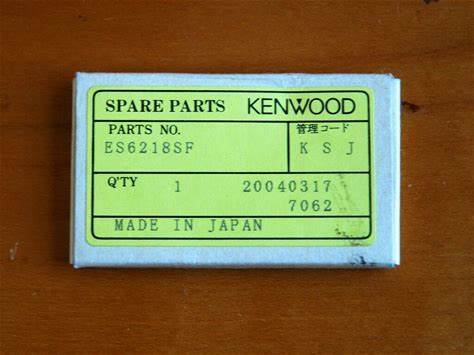 SPARE PARTS KENWOOD
PARTS NO. 管理コード
ES6218SF K S J
Q'TY 1 20040317
7062
MADE IN JAPAN